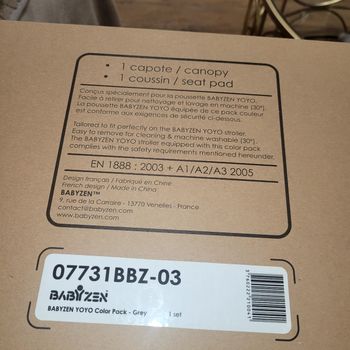 • 1 capote / canopy
• 1 coussin / seat pad
Conçus spécialement pour la poussette BABYZEN YOYO.
Facile à retirer pour nettoyage et lavage en machine (30°).
La poussette BABYZEN YOYO équipée de ce pack couleur
est conforme aux exigences de sécurité ci-dessous.
Tailored to fit perfectly on the BABYZEN YOYO stroller.
Easy to remove for cleaning & machine washable (30°).
The BABYZEN YOYO stroller equipped with this color pack
complies with the safety requirements mentioned hereunder.
EN 1888 : 2003 + A1/A2/A3 2005
Design français / Fabriqué en Chine
French design / Made in China
BABYZEN™
9, rue de la Carraire - 13770 Venelles - France
contact@babyzen.com
www.babyzen.com
07731BBZ-03
BABYZEN
BABYZEN YOYO Color Pack - Grey
1 set